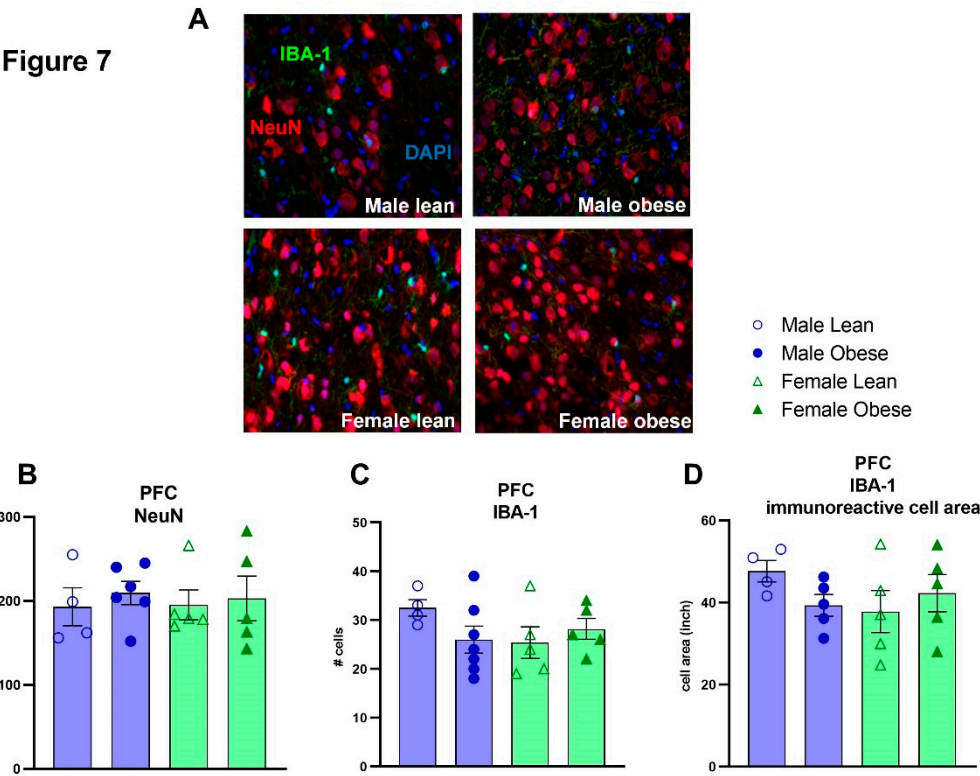 Figure 7
A
IBA-1
NeuN
DAPI
Male lean
Male obese
Female lean
Female obese
Male Lean
Male Obese
Female Lean
Female Obese
B
PFC
NeuN
300
200
100
0
C
PFC
IBA-1
# cells
50
40
30
20
10
0
D
PFC
IBA-1
immunoreactive cell area
cell area (inch)
60
40
20
0